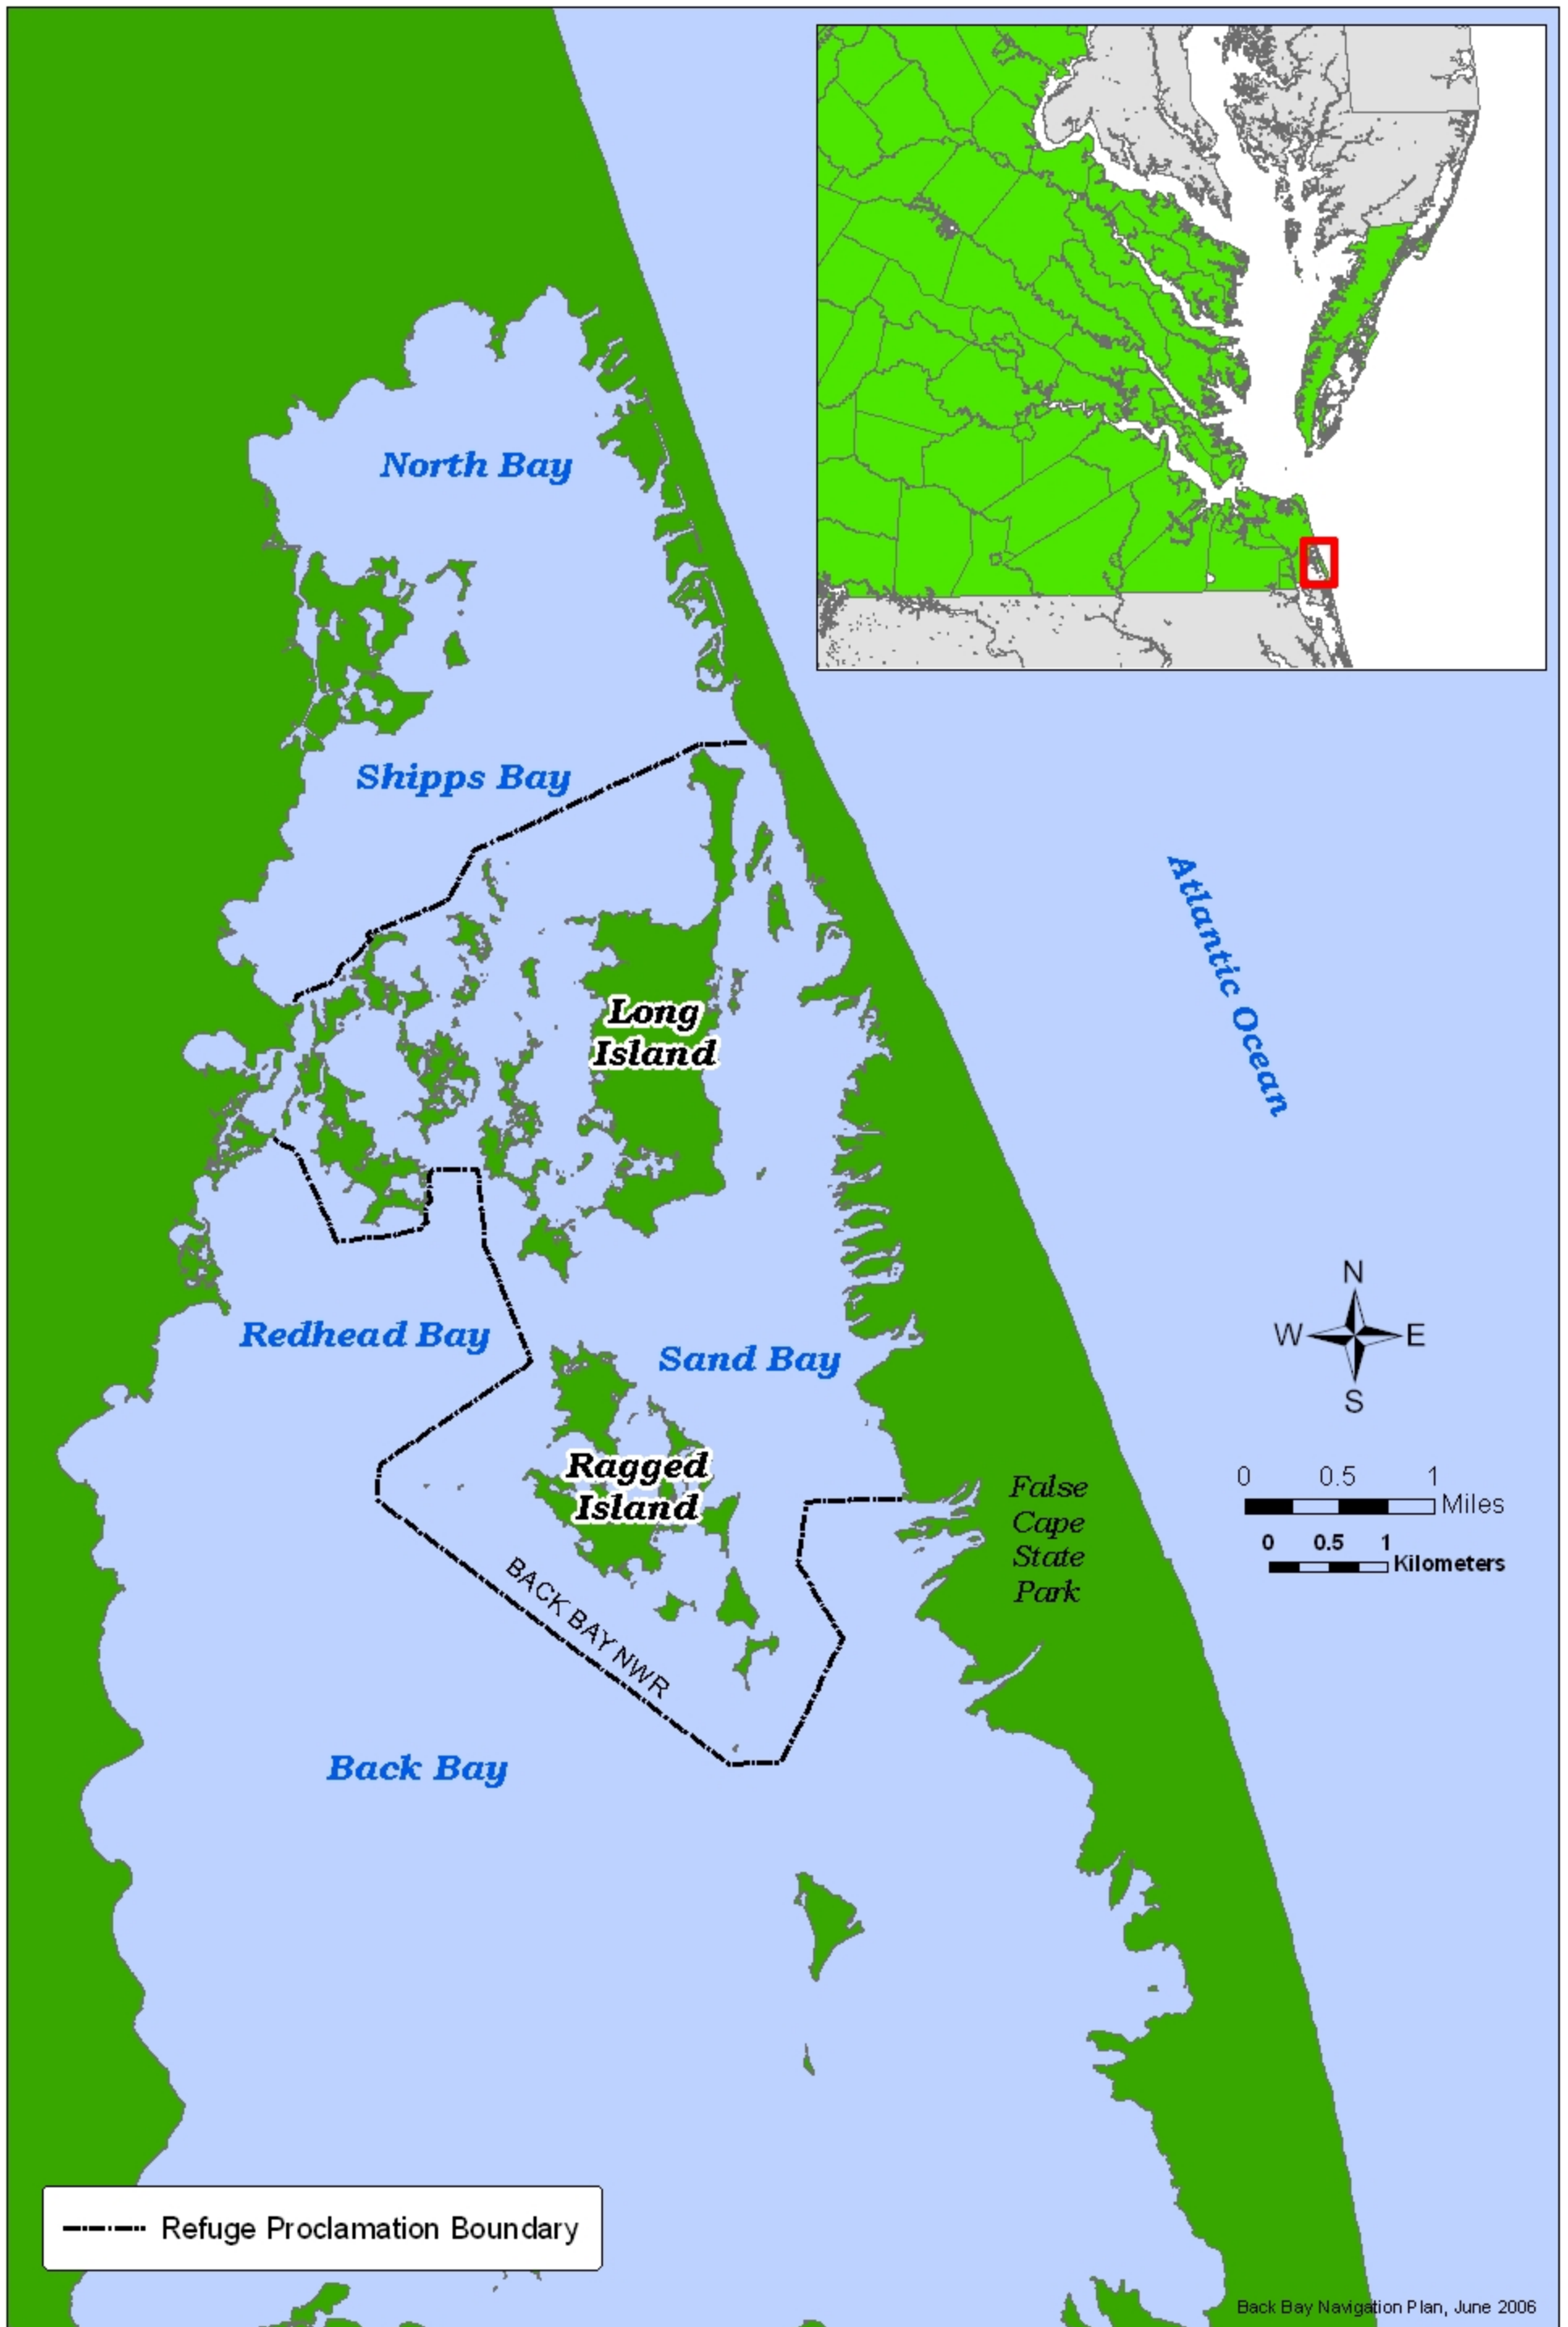 North Bay
Shipps Bay
Atlantic Ocean
Long
Island
Redhead Bay
Sand Bay
N
W
E
S
Ragged
Island
False
Cape
State
Park
0 0.5 1
Miles
0 0.5 1
Kilometers
BACK BAY NWR
Back Bay
Refuge Proclamation Boundary
Back Bay Navigation Plan, June 2006